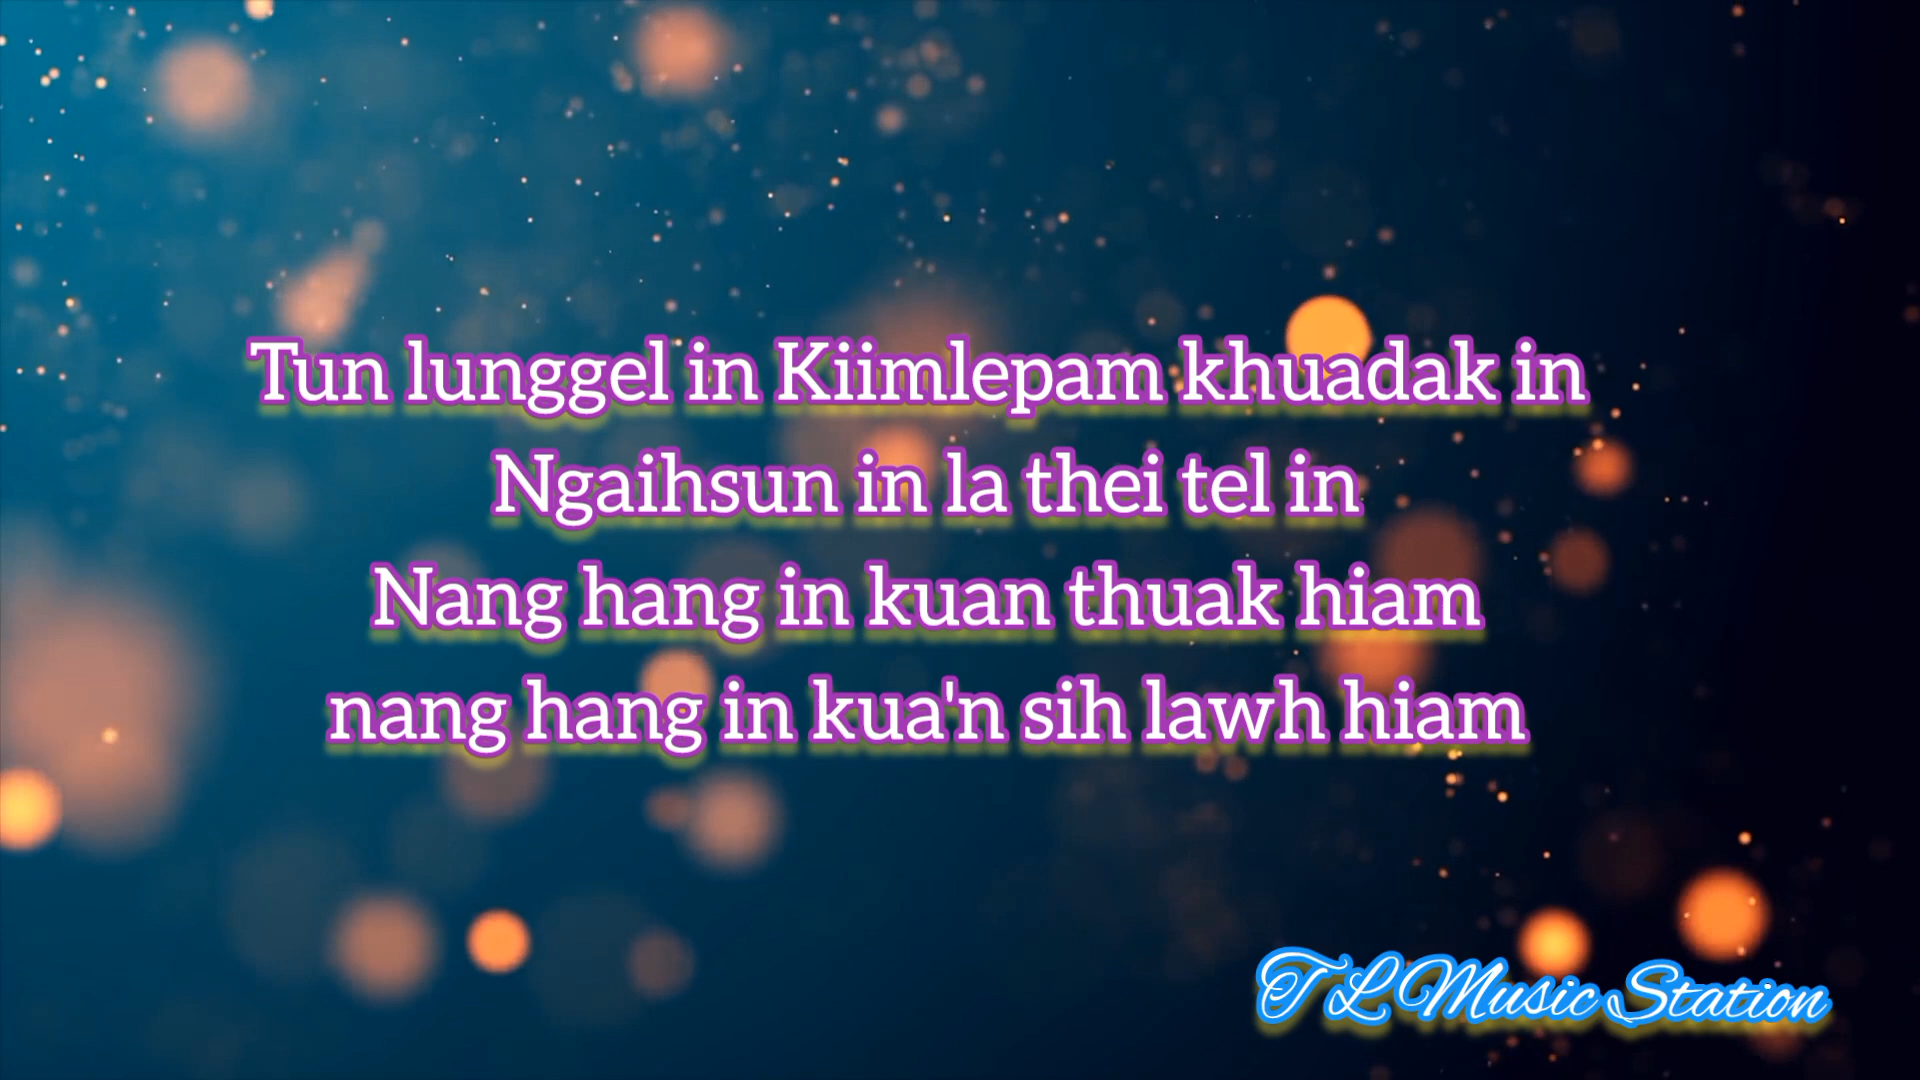 Tun lunggel in Kiimlepam khuadak in
Ngaihsun in la thei tel in
Nang hang in kuan thuak hiam
nang hang in kua'n sih lawh hiam
T L Music Station